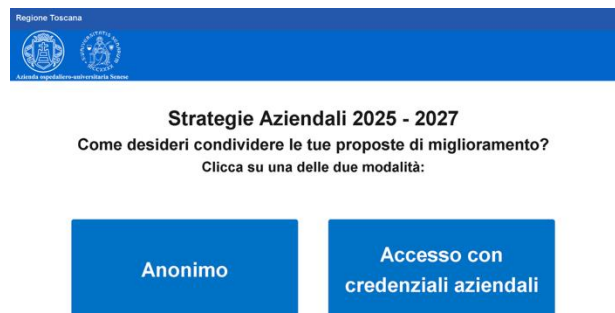 Regione Toscana
Azienda ospedaliero-universitaria Senese
Strategie Aziendali 2025 - 2027
Come desideri condividere le tue proposte di miglioramento?
Clicca su una delle due modalità:
Anonimo
Accesso con
credenziali aziendali